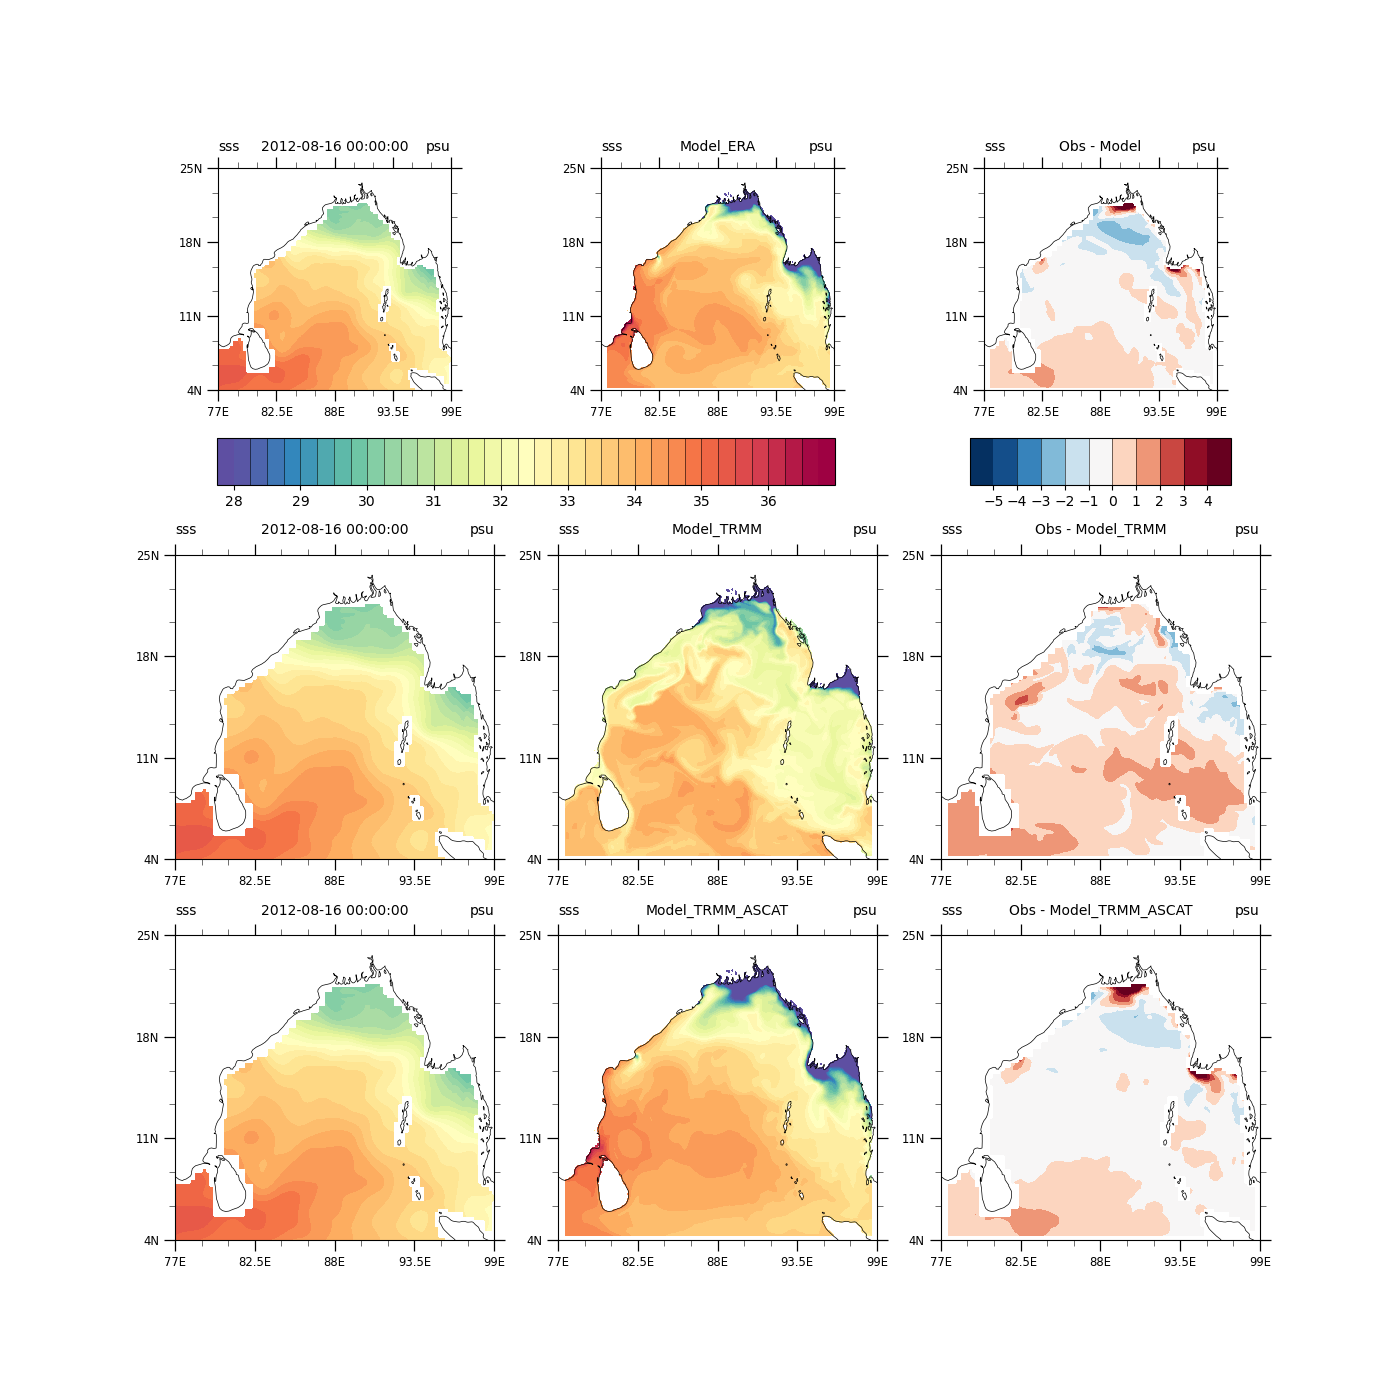 sss 2012-08-16 00:00:00 psu
sss Model_ERA psu
sss Obs - Model psu
25N 25N 25N
18N 18N 18N
11N 11N 11N
4N 4N 4N
77E 82.5E 88E 93.5E 99E
77E 82.5E 88E 93.5E 99E
77E 82.5E 88E 93.5E 99E
28 29 30 31 32 33 34 35 36
−5 −4 −3 −2 −1 0 1 2 3 4
sss 2012-08-16 00:00:00 psu
sss Model_TRMM psu
sss Obs - Model_TRMM psu
25N 25N 25N
18N 18N 18N
11N 11N 11N
4N 4N 4N
77E 82.5E 88E 93.5E 99E
77E 82.5E 88E 93.5E 99E
77E 82.5E 88E 93.5E 99E
sss 2012-08-16 00:00:00 psu
sss Model_TRMM_ASCAT psu
sss Obs - Model_TRMM_ASCAT psu
25N 25N 25N
18N 18N 18N
11N 11N 11N
4N 4N 4N
77E 82.5E 88E 93.5E 99E
77E 82.5E 88E 93.5E 99E
77E 82.5E 88E 93.5E 99E